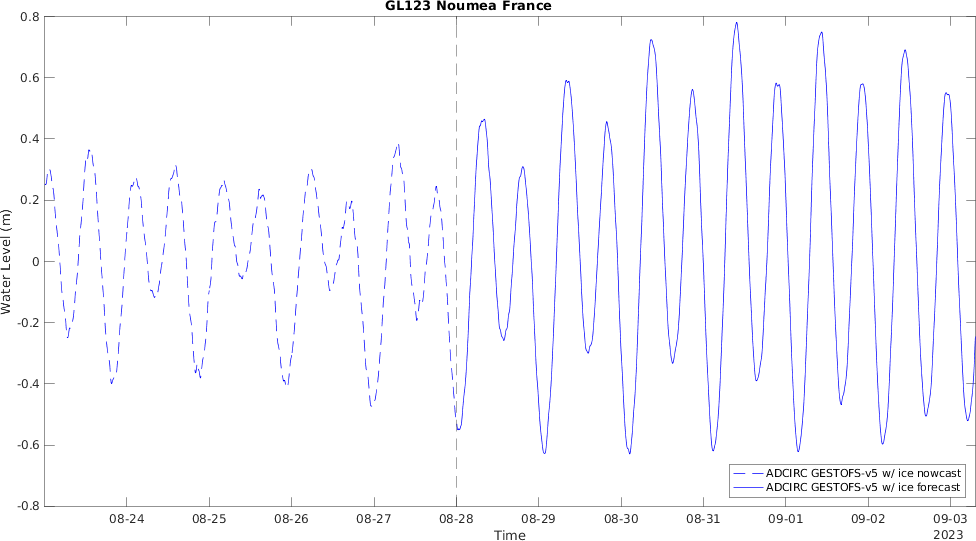 GL123 Noumea France
0.8
0.6
0.4
0.2
0
-0.2
-0.4
-0.6
-0.8
Water Level (m)
ADCIRC GESTOFS-v5 w/ ice nowcast
ADCIRC GESTOFS-v5 w/ ice forecast
08-24 08-25 08-26 08-27 08-28 08-29 08-30 08-31 09-01 09-02 09-03
Time
2023